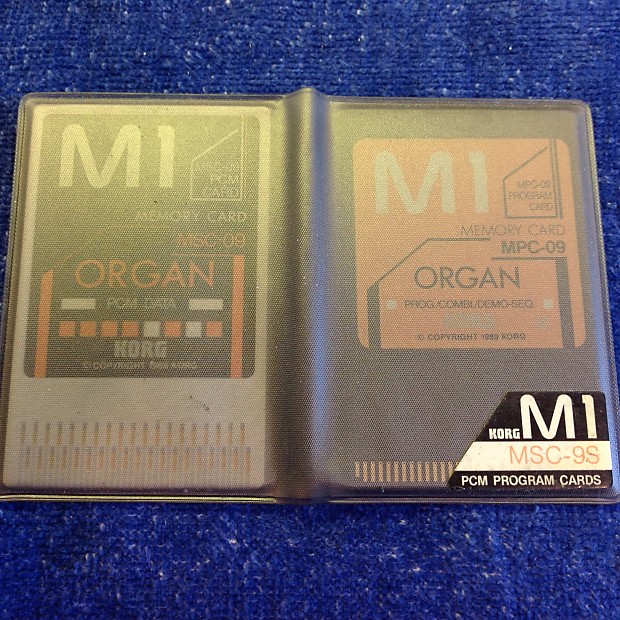 M1
MSC-09
PCM
CARD
MEMORY CARD
MSC-09
ORGAN
PCM DATA
KORG
© COPYRIGHT 1989 KORG
M1
MPC-09
PROGRAM
CARD
MEMORY CARD
MPC-09
ORGAN
PROG./COMBI./DEMO-SEQ.
© COPYRIGHT 1989 KORG
KORG M1
MSC-9S
PCM PROGRAM CARDS